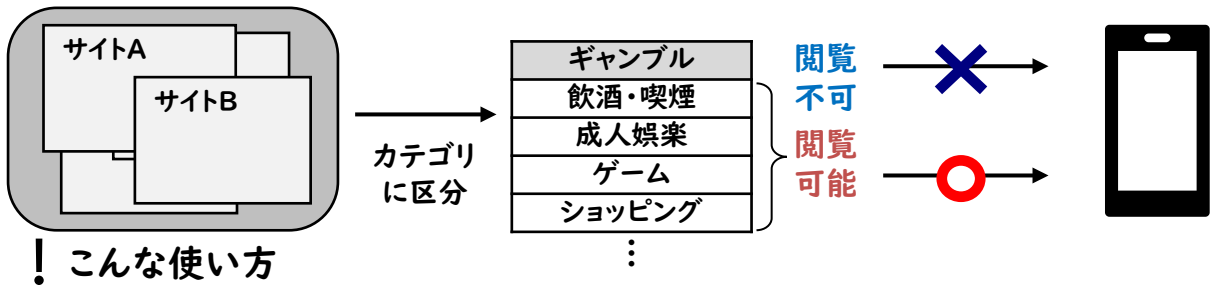 サイトA
サイトB
カテゴリ
に区分
ギャンブル
飲酒・喫煙
成人娯楽
ゲーム
ショッピング
⋮
閲覧
不可
閲覧
可能
! こんな使い方